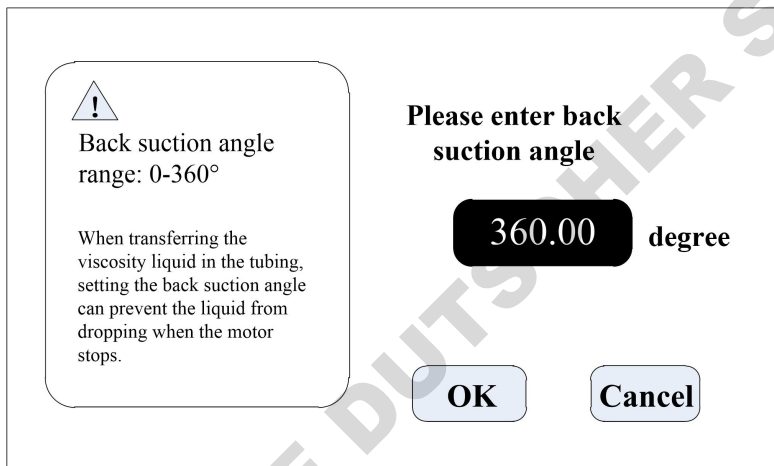 !
Back suction angle
range: 0-360°
When transferring the
viscosity liquid in the tubing,
setting the back suction angle
can prevent the liquid from
dropping when the motor
stops.
Please enter back
suction angle
360.00 degree
OK Cancel